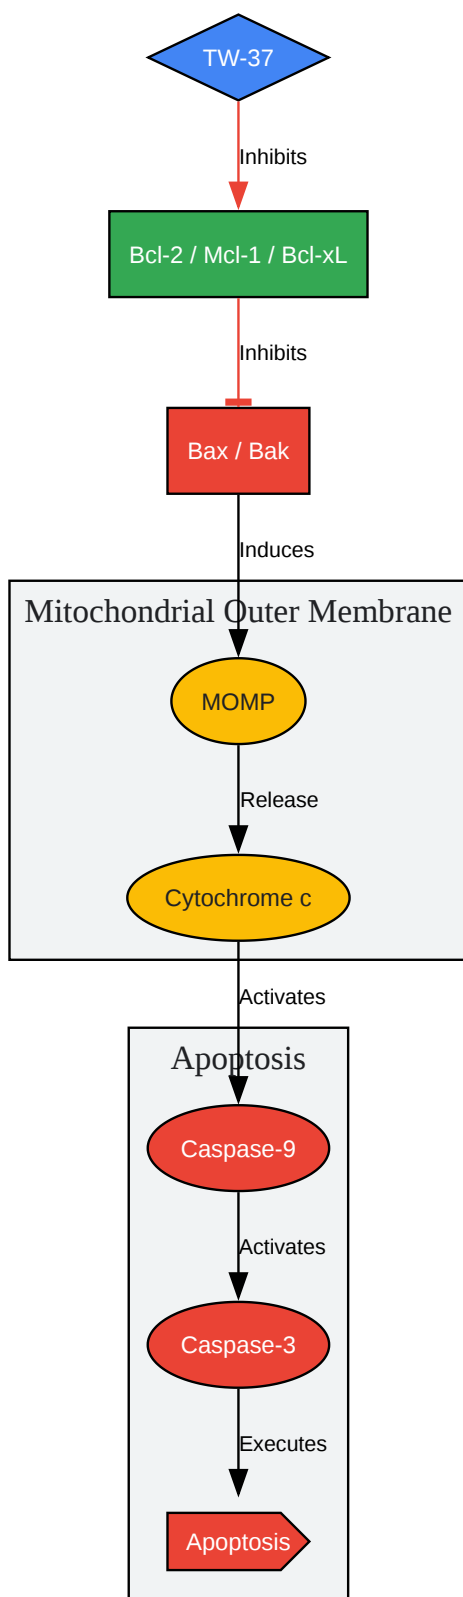 TW-37
Inhibits
Bcl-2 / Mcl-1 / Bcl-xL
Inhibits
Bax / Bak
Induces
Mitochondrial Outer Membrane
MOMP
Release
Cytochrome c
Activates
Apoptosis
Caspase-9
Activates
Caspase-3
Executes
Apoptosis